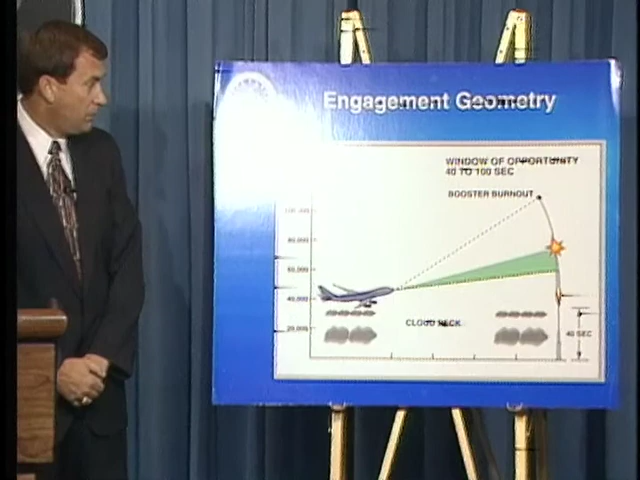 Engagement Geometry
WINDOW OF OPPORTUNITY
40 TO 100 SEC
BOOSTER BURNOUT
80,000
60,000
40,000
20,000
CLOUD DECK
40 SEC